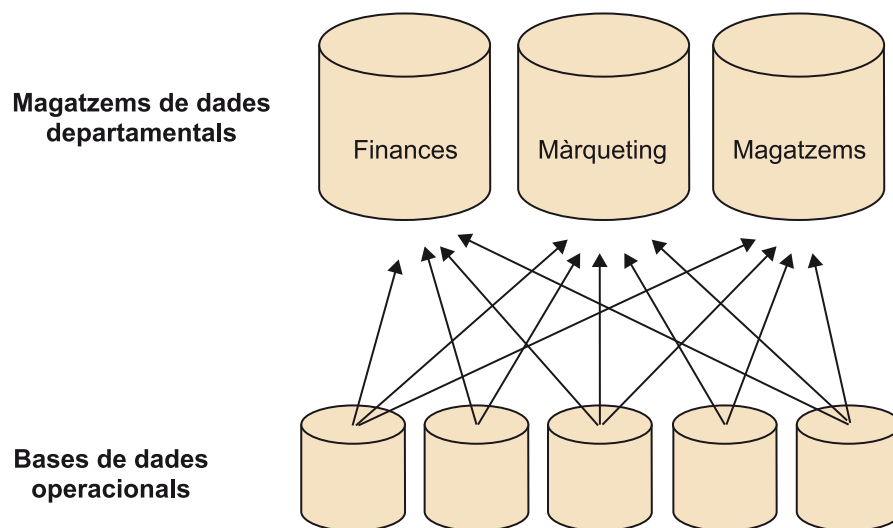 Magatzems de dades
departamentals
Finances
Màrqueting
Magatzems
Bases de dades
operacionals